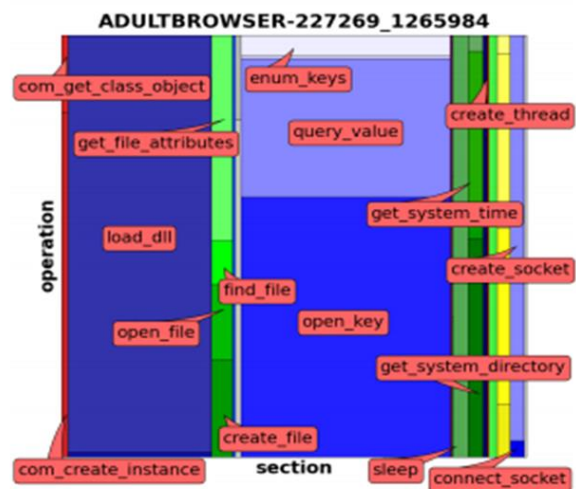 ADULTBROWSER-227269_1265984
enum_keys
com_get_class_object
create_thread
query_value
get_file_attributes
get_system_time
load_dll
create_socket
find_file
open_key
open_file
get_system_directory
create_file
com_create_instance
sleep
connect_socket
operation
section